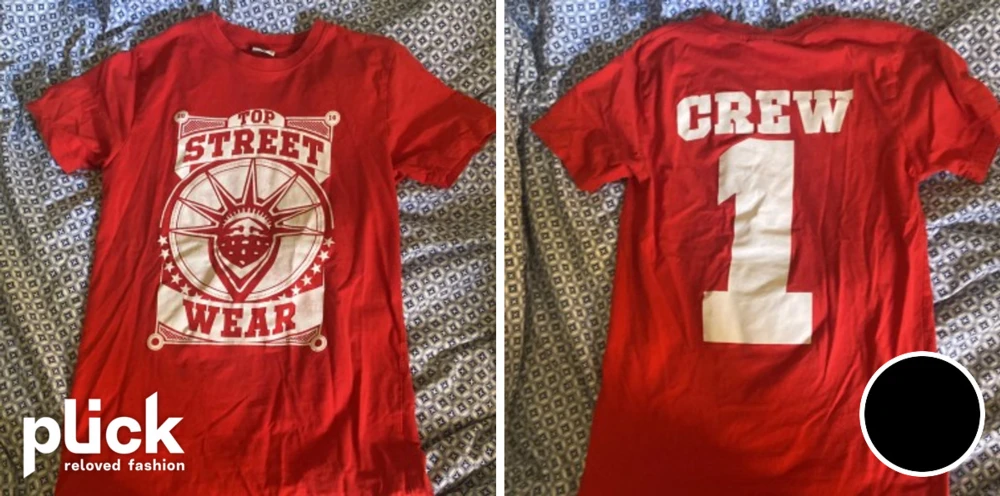 TOP
STREET
WEAR
plick
reloved fashion
CREW
1